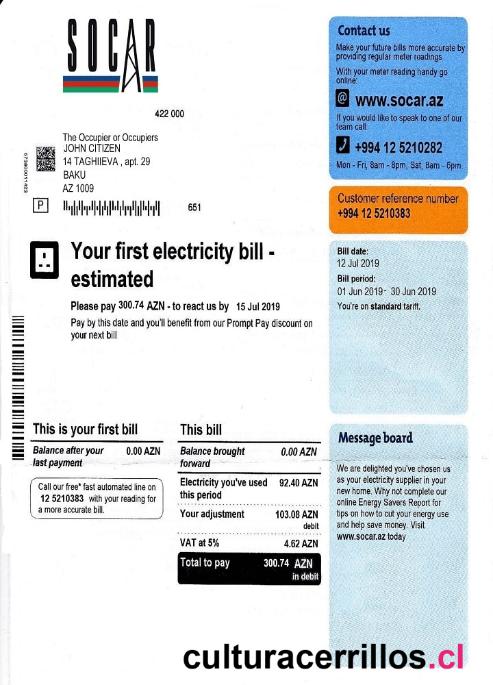 SOCAR
422 000
The Occupier or Occupiers
JOHN CITIZEN
14 TAGHIIEVA , apt. 29
BAKU
AZ 1009
P
651
Your first electricity bill -
estimated
Please pay 300.74 AZN - to react us by 15 Jul 2019
Pay by this date and you'll benefit from our Prompt Pay discount on
your next bill
This is your first bill
Balance after your 0.00 AZN
last payment
Call our free* fast automated line on
12 5210383 with your reading for
a more accurate bill.
This bill
Balance brought 0.00 AZN
forward
Electricity you've used 92.40 AZN
this period
Your adjustment 103.08 AZN
debit
VAT at 5% 4.62 AZN
Total to pay 300.74 AZN
in debit
Contact us
Make your future bills more accurate by
providing regular meter readings
With your meter reading handy go
online:
@ www.socar.az
If you would like to speak to one of our
team call
+994 12 5210282
Mon - Fri, 8am - 8pm, Sat, 8am - 6pm.
Customer reference number
+994 12 5210383
Bill date:
12 Jul 2019
Bill period:
01 Jun 2019- 30 Jun 2019
You're on standard tariff.
Message board
We are delighted you've chosen us
as your electricity supplier in your
new home. Why not complete our
online Energy Savers Report for
tips on how to cut your energy use
and help save money. Visit
www.socar.az today
culturacerrillos.cl